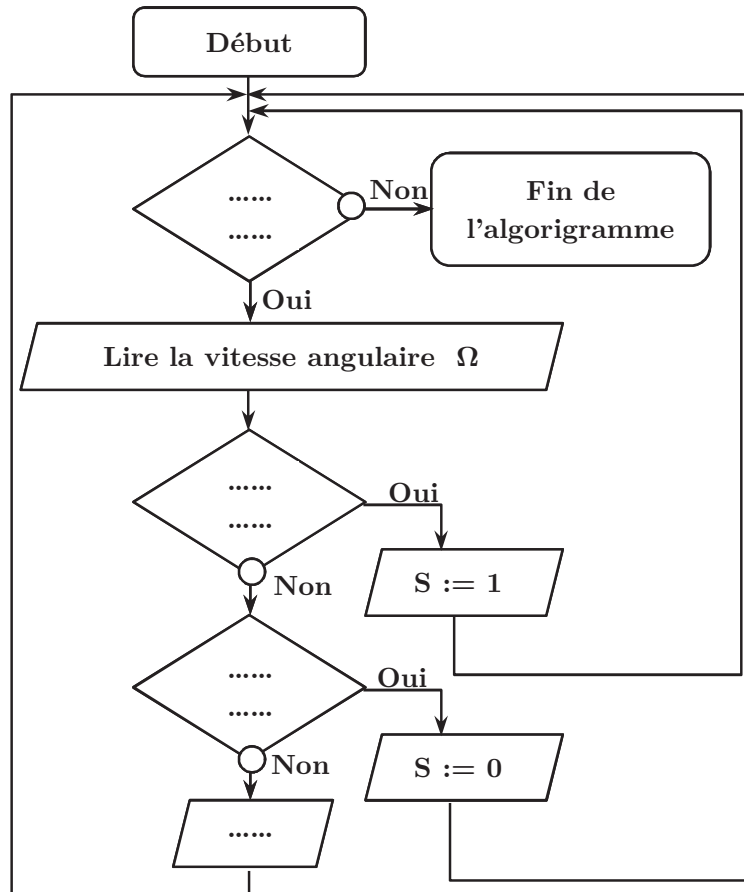 Début
......
......
Non
Fin de
l'algorigramme
Oui
Lire la vitesse angulaire Ω
......
......
Oui
Non
S := 1
......
......
Oui
Non
S := 0
......